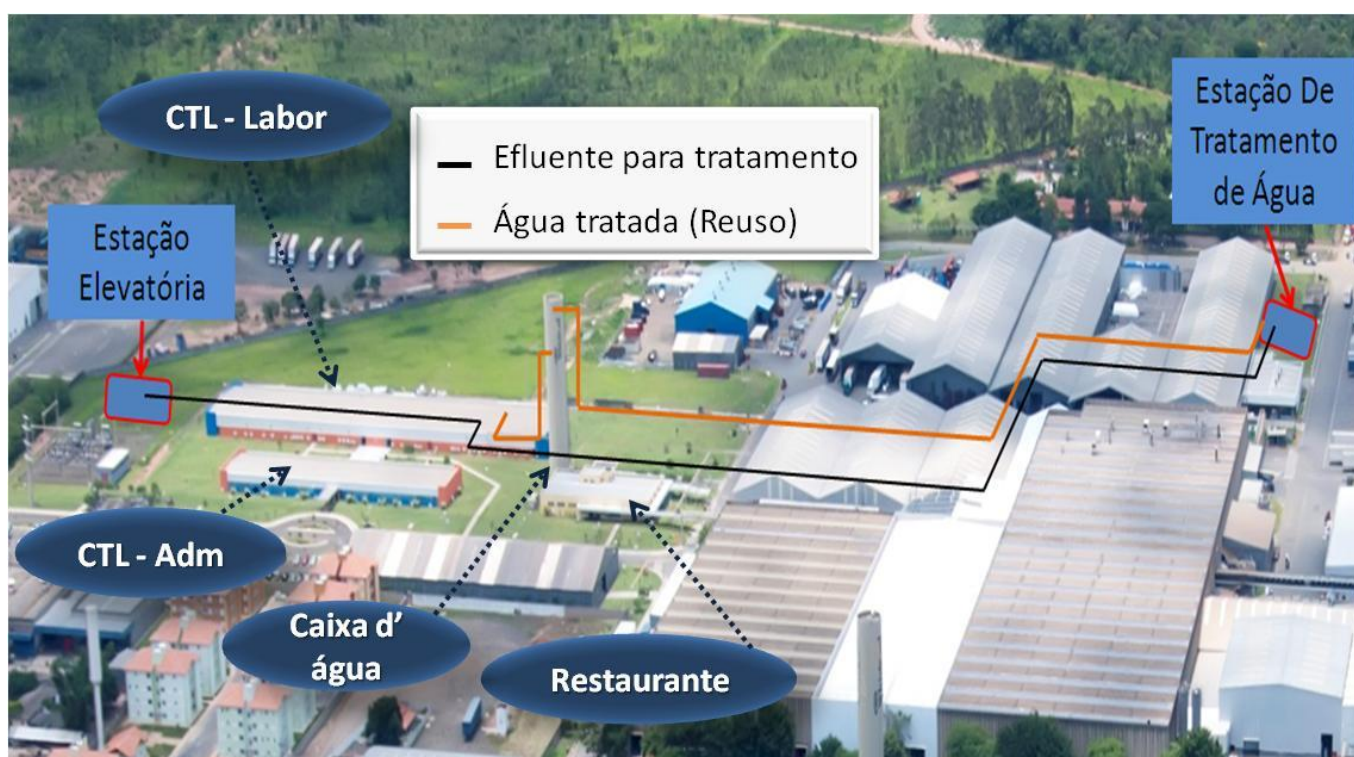 CTL - Labor
Efluente para tratamento
Água tratada (Reuso)
Estação De
Tratamento
de Água
Estação
Elevatória
CTL - Adm
Caixa d’
água
Restaurante